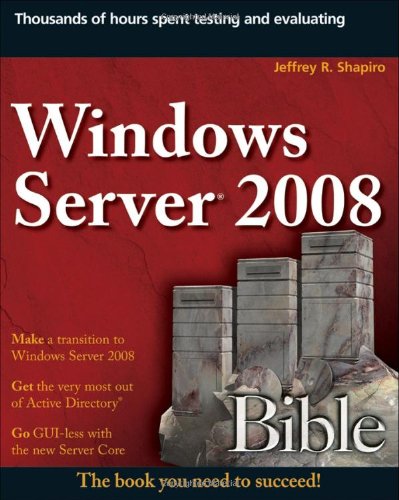 Thousands of hours spent testing and evaluating
Jeffrey R. Shapiro
Windows
Server® 2008
Make a transition to
Windows Server 2008
Get the very most out
of Active Directory®
Go GUI-less with
the new Server Core
Bible
The book you need to succeed!